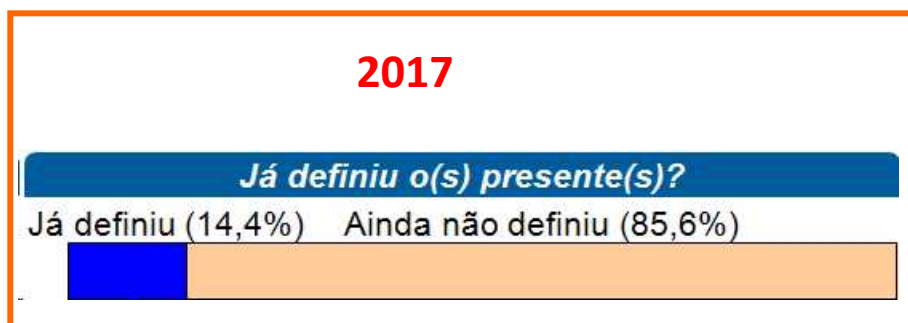 2017
Já definiu o(s) presente(s)?
Já definiu (14,4%) Ainda não definiu (85,6%)